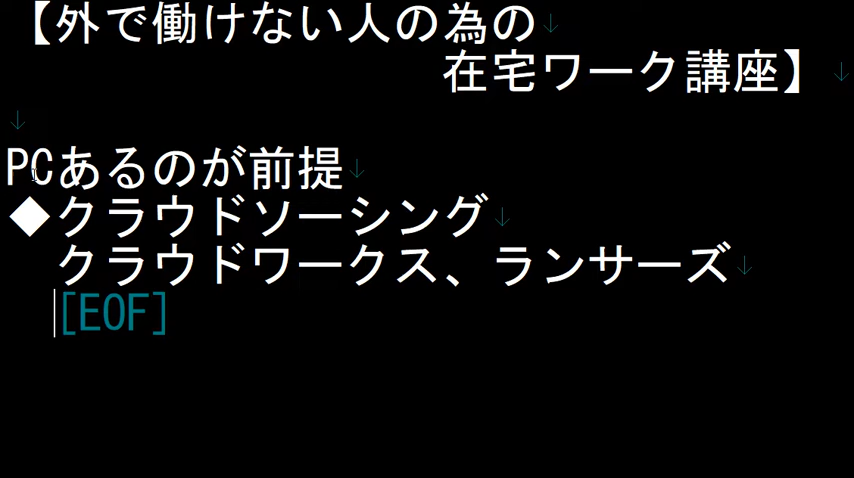 【外で働けない人の為の↓
在宅ワーク講座】↓
↓
PCあるのが前提↓
◆クラウドソーシング↓
クラウドワークス、ランサーズ↓
[EOF]